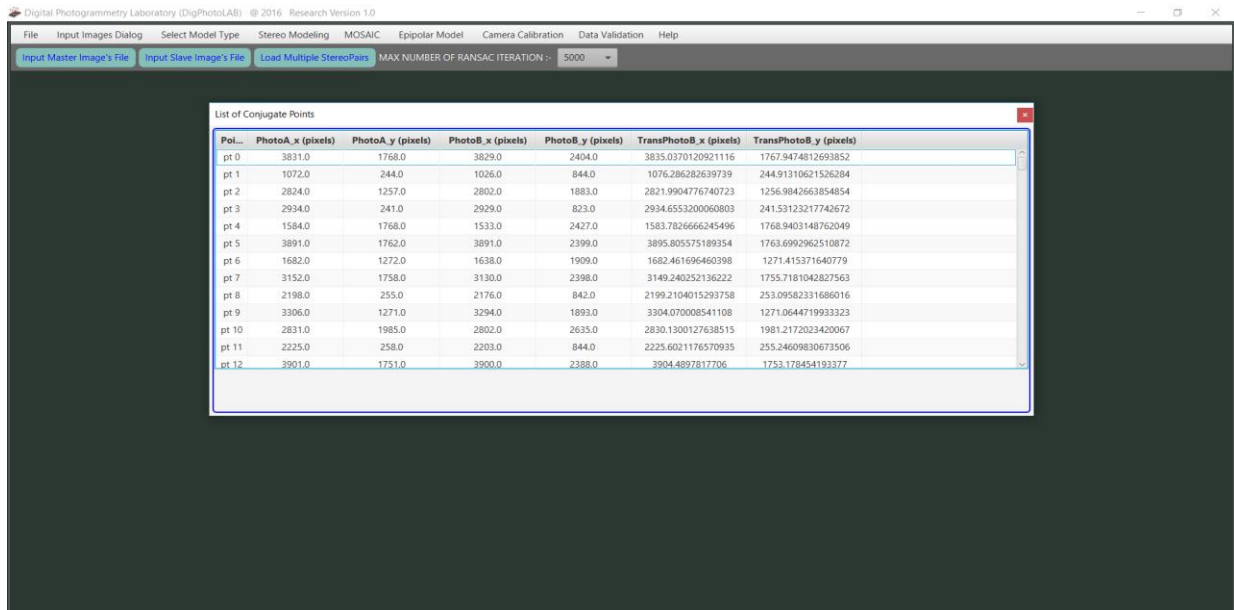 Digital Photogrammetry Laboratory (DigPhotoLAB) @ 2016 Research Version 1.0
File Input Images Dialog Select Model Type Stereo Modeling MOSAIC Epipolar Model Camera Calibration Data Validation Help
Input Master Image's File Input Slave Image's File Load Multiple StereoPairs MAX NUMBER OF RANSAC ITERATION :- 5000
List of Conjugate Points
Poi... PhotoA_x (pixels) PhotoA_y (pixels) PhotoB_x (pixels) PhotoB_y (pixels) TransPhotoB_x (pixels) TransPhotoB_y (pixels)
pt 0 3831.0 1768.0 3829.0 2404.0 3835.0370120921116 1767.9474812693852
pt 1 1072.0 244.0 1026.0 844.0 1076.286282639739 244.91310621526284
pt 2 2824.0 1257.0 2802.0 1883.0 2821.9904776740723 1256.9842663854854
pt 3 2934.0 241.0 2929.0 823.0 2934.6553200060803 241.53123217742672
pt 4 1584.0 1768.0 1533.0 2427.0 1583.7826666245496 1768.9403148762049
pt 5 3891.0 1762.0 3891.0 2399.0 3895.805575189354 1763.6992962510872
pt 6 1682.0 1272.0 1638.0 1909.0 1682.461696460398 1271.415371640779
pt 7 3152.0 1758.0 3130.0 2398.0 3149.240252136222 1755.7181042827563
pt 8 2198.0 255.0 2176.0 842.0 2199.2104015293758 253.09582331686016
pt 9 3306.0 1271.0 3294.0 1893.0 3304.070008541108 1271.0644719933323
pt 10 2831.0 1985.0 2802.0 2635.0 2830.1300127638515 1981.2172023420067
pt 11 2225.0 258.0 2203.0 844.0 2225.6021176570935 255.24609830673506
pt 12 3901.0 1751.0 3900.0 2388.0 3904.4897817706 1753.178454193377